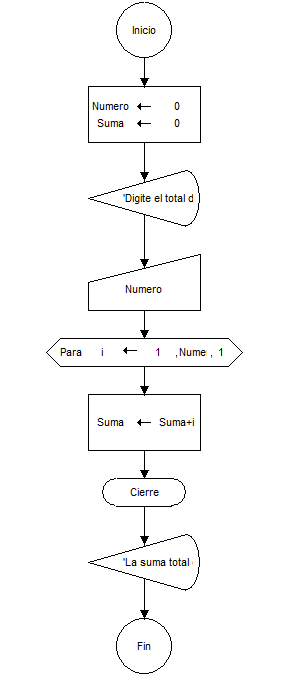 Inicio
Numero ← 0
Suma ← 0
'Digite el total d
Numero
Para i ← 1 ,Nume , 1
Suma ← Suma+i
Cierre
'La suma total
Fin